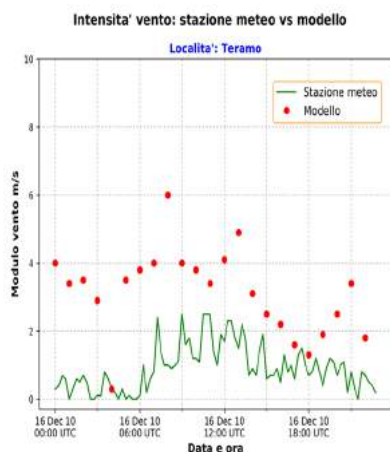 Intensita' vento: stazione meteo vs modello
Localita': Teramo
Stazione meteo
Modello
Modulo vento m/s
10
8
6
4
2
0
16 Dec 10 16 Dec 10 16 Dec 10 16 Dec 10
00:00 UTC 06:00 UTC 12:00 UTC 18:00 UTC
Data e ora